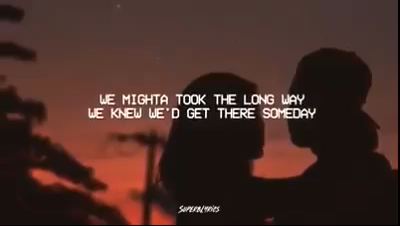 WE MIGHTA TOOK THE LONG WAY
WE KNEW WE'D GET THERE SOMEDAY
SuperbLyrics